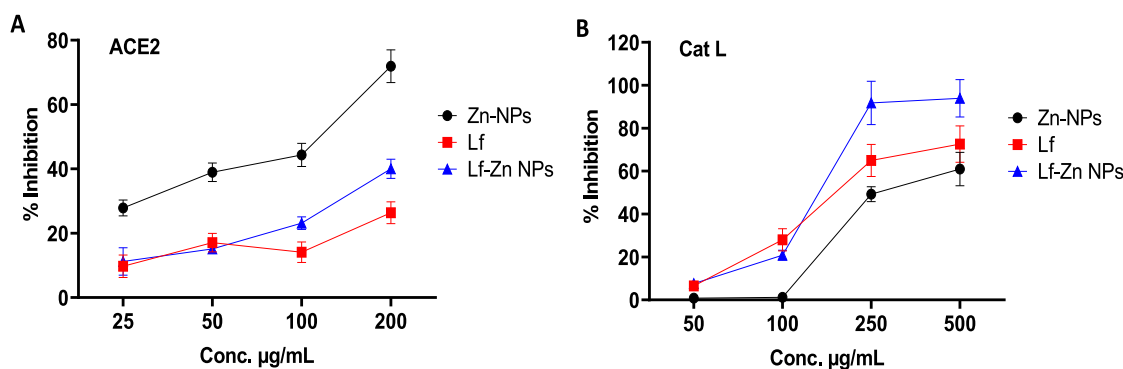 A
ACE2
80
60
40
20
0
% Inhibition
25 50 100 200
Conc. µg/mL
Zn-NPs
Lf
Lf-Zn NPs
B
Cat L
120
100
80
60
40
20
0
% Inhibition
50 100 250 500
Conc. µg/mL
Zn-NPs
Lf
Lf-Zn NPs